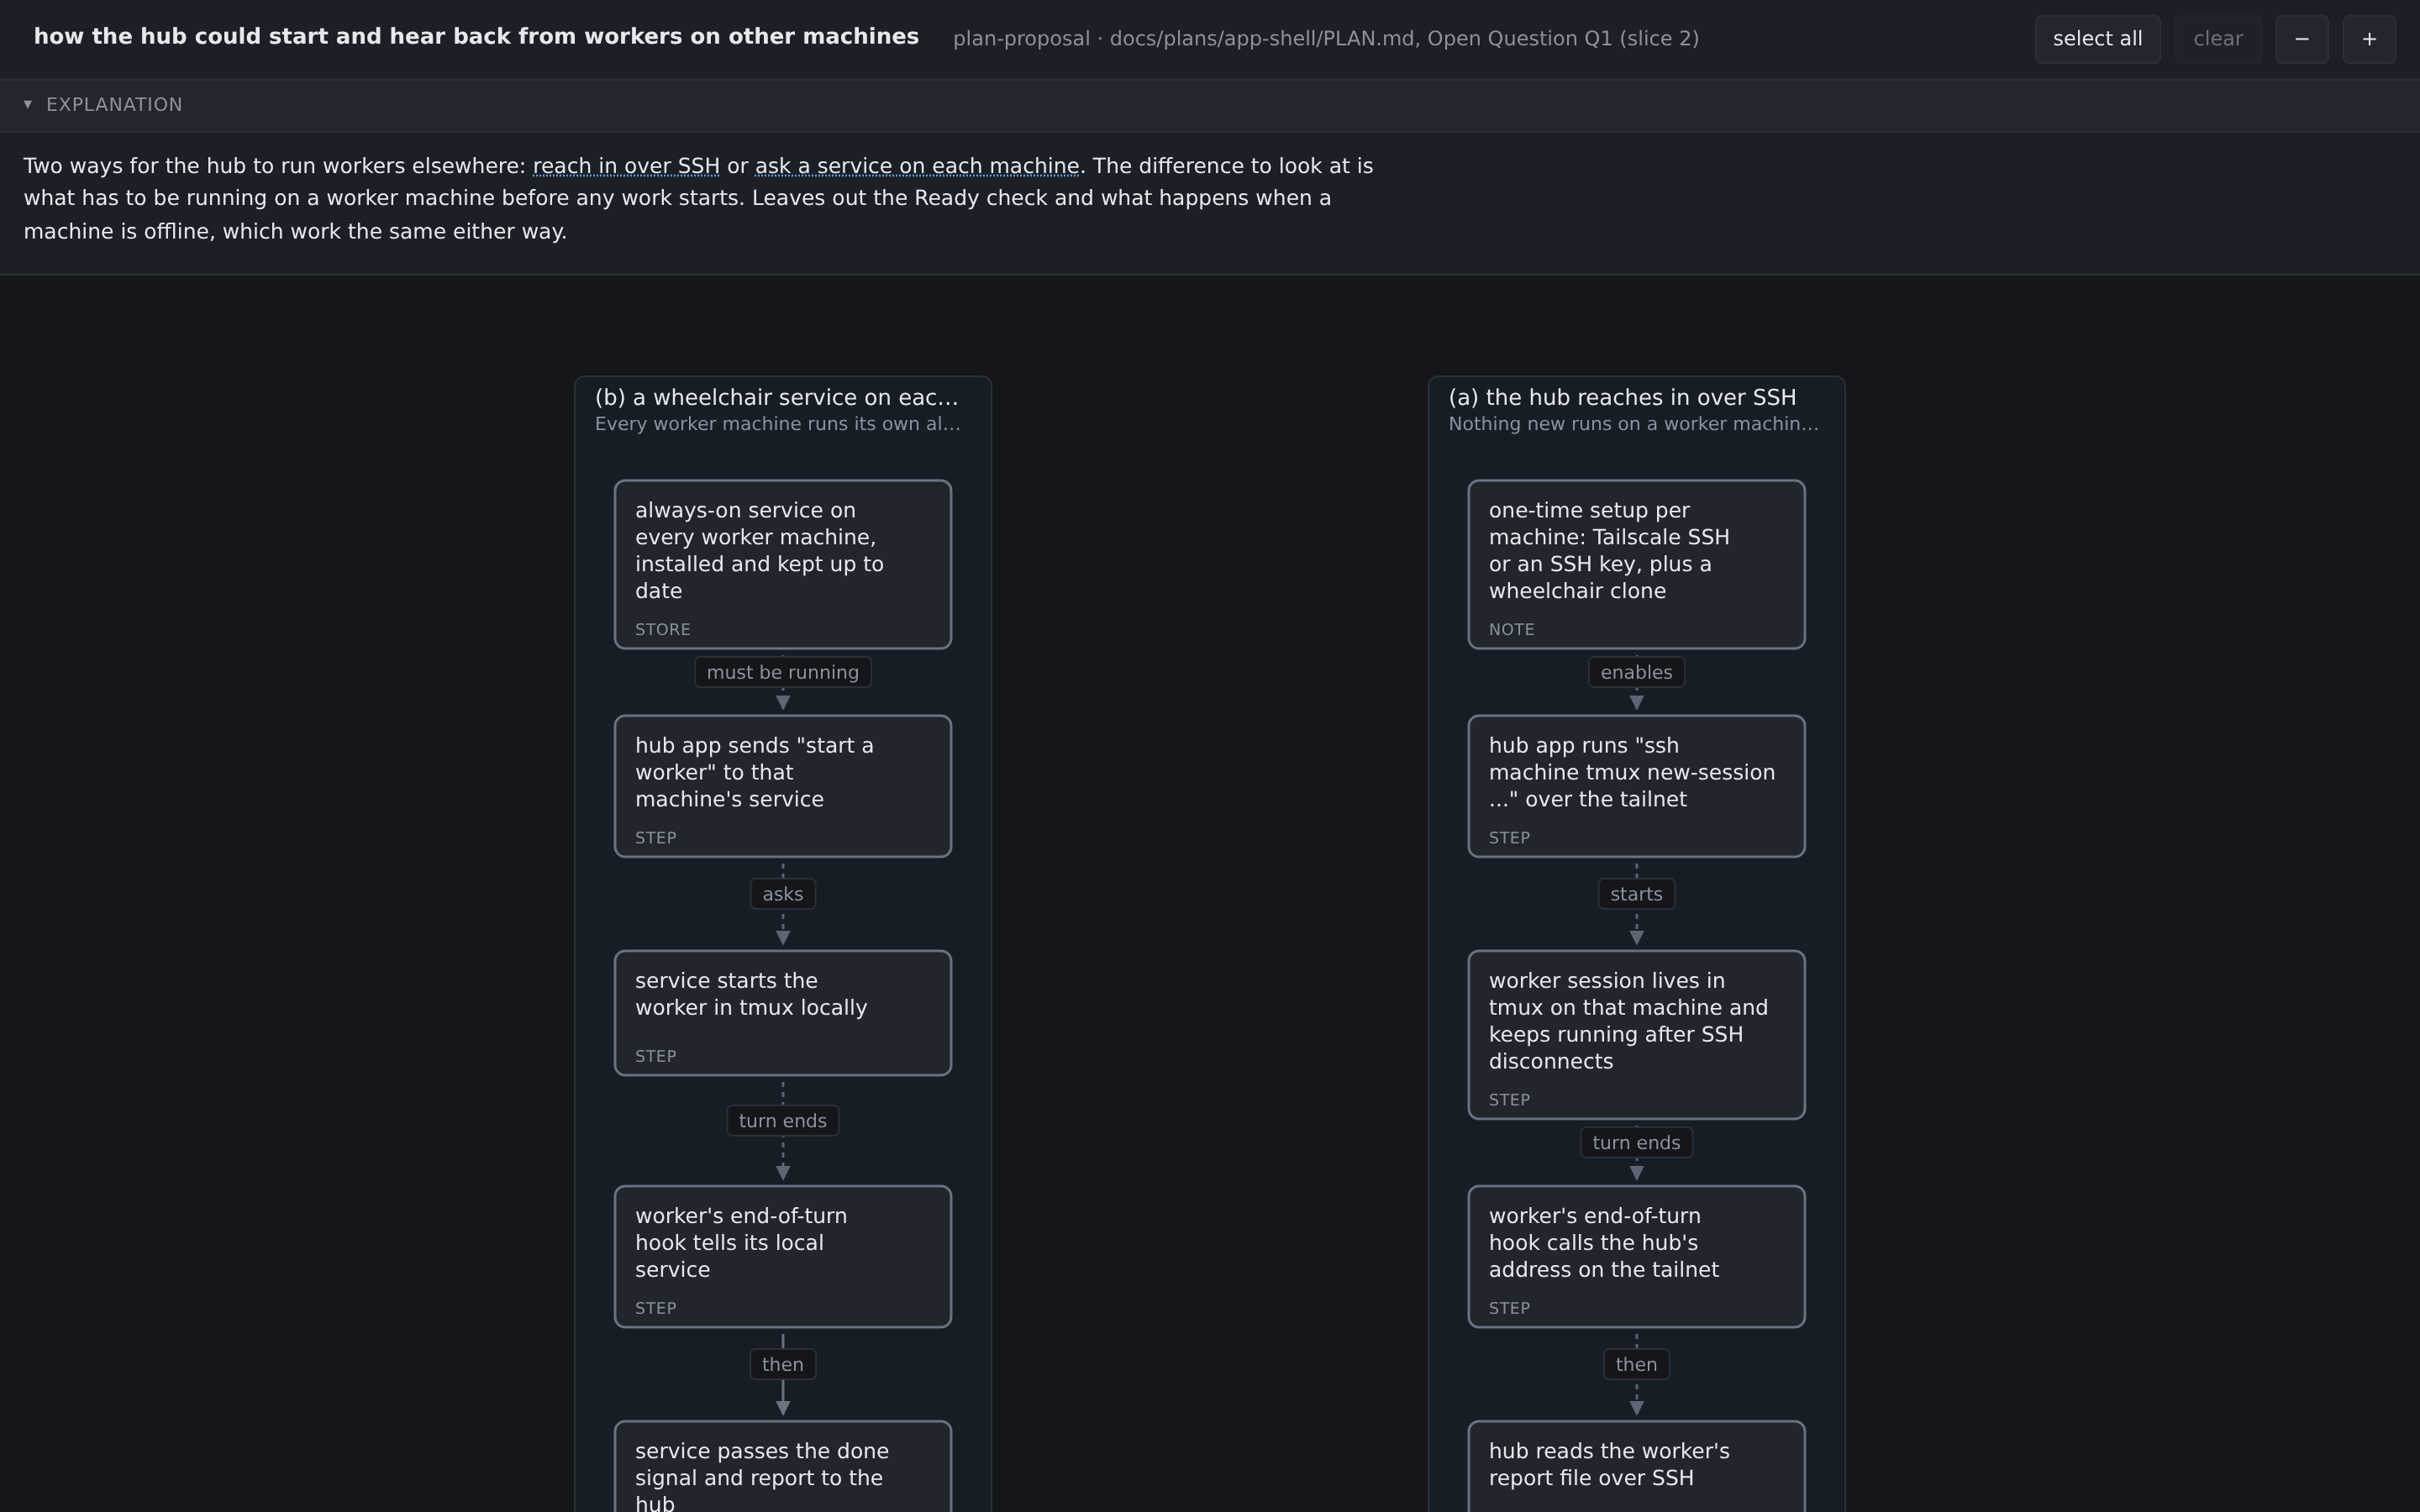 how the hub could start and hear back from workers on other machines
plan-proposal · docs/plans/app-shell/PLAN.md, Open Question Q1 (slice 2)
select all
clear
−
+
▼ EXPLANATION
Two ways for the hub to run workers elsewhere: reach in over SSH or ask a service on each machine. The difference to look at is
what has to be running on a worker machine before any work starts. Leaves out the Ready check and what happens when a
machine is offline, which work the same either way.
(b) a wheelchair service on eac...
Every worker machine runs its own al...
always-on service on
every worker machine,
installed and kept up to
date
STORE
must be running
hub app sends "start a
worker" to that
machine's service
STEP
asks
service starts the
worker in tmux locally
STEP
turn ends
worker's end-of-turn
hook tells its local
service
STEP
then
service passes the done
signal and report to the
hub
(a) the hub reaches in over SSH
Nothing new runs on a worker machin...
one-time setup per
machine: Tailscale SSH
or an SSH key, plus a
wheelchair clone
NOTE
enables
hub app runs "ssh
machine tmux new-session
..." over the tailnet
STEP
starts
worker session lives in
tmux on that machine and
keeps running after SSH
disconnects
STEP
turn ends
worker's end-of-turn
hook calls the hub's
address on the tailnet
STEP
then
hub reads the worker's
report file over SSH